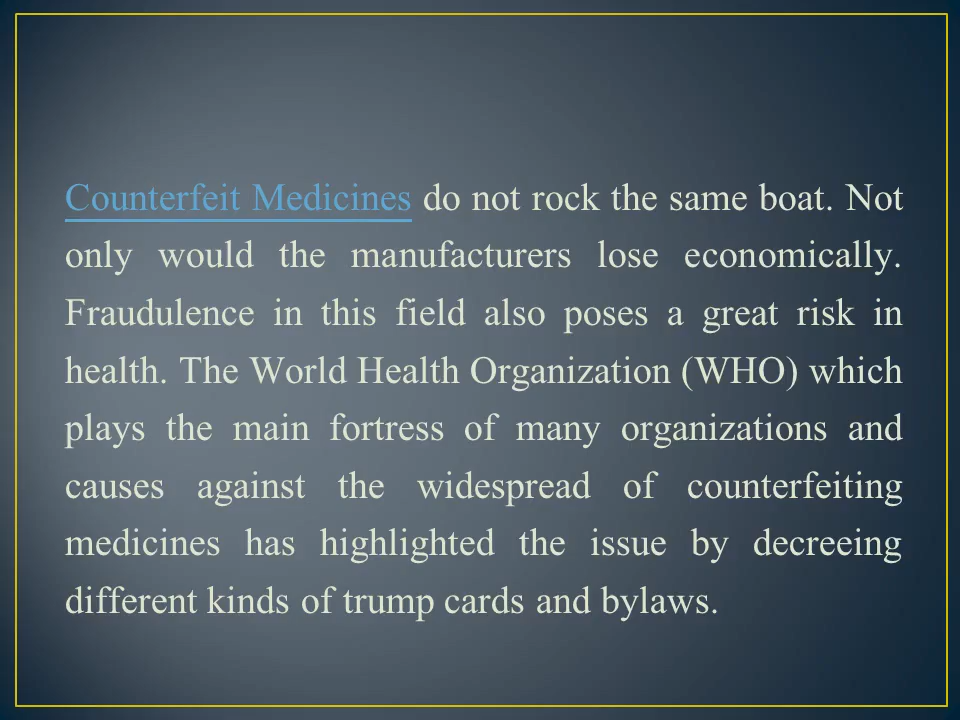 Counterfeit Medicines do not rock the same boat. Not
only would the manufacturers lose economically.
Fraudulence in this field also poses a great risk in
health. The World Health Organization (WHO) which
plays the main fortress of many organizations and
causes against the widespread of counterfeiting
medicines has highlighted the issue by decreeing
different kinds of trump cards and bylaws.